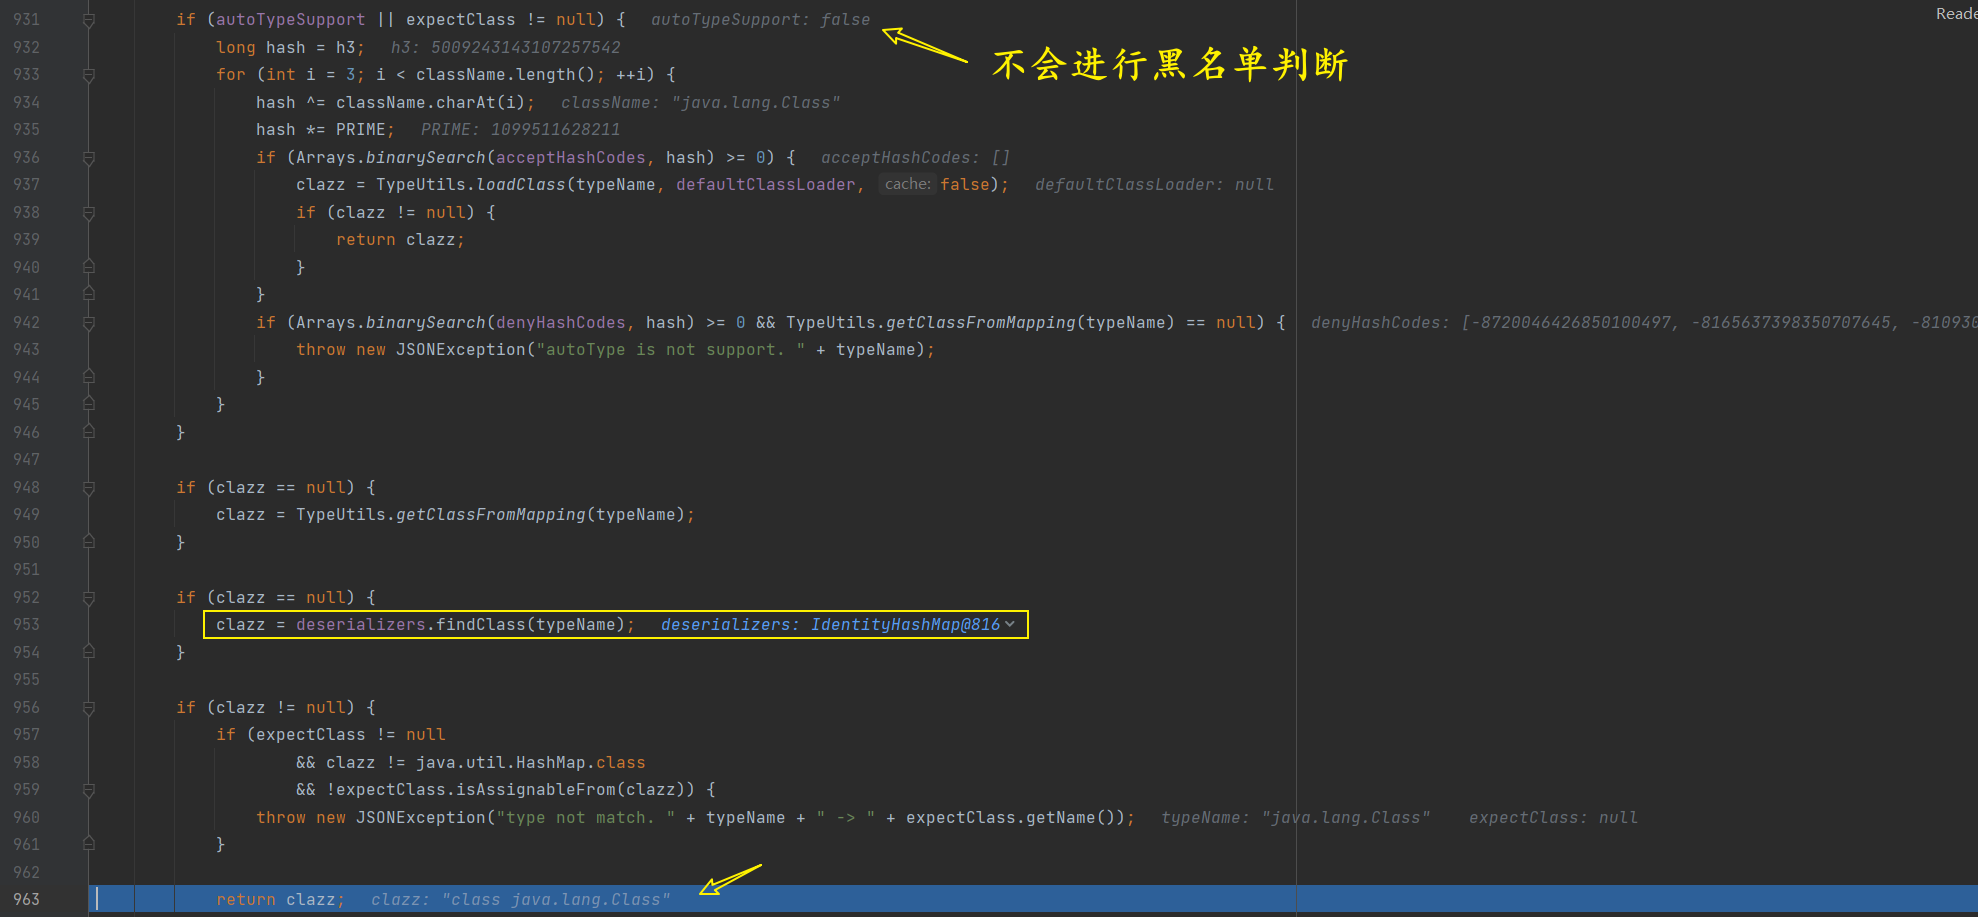 Reade
931 if (autoTypeSupport || expectClass != null) { autoTypeSupport: false
不会进行黑名单判断
932 long hash = h3; h3: 5009243143107257542
933 for (int i = 3; i < className.length(); ++i) {
934 hash ^= className.charAt(i); className: "java.lang.Class"
935 hash *= PRIME; PRIME: 1099511628211
936 if (Arrays.binarySearch(acceptHashCodes, hash) >= 0) { acceptHashCodes: []
937 clazz = TypeUtils.loadClass(typeName, defaultClassLoader, cache: false); defaultClassLoader: null
938 if (clazz != null) {
939 return clazz;
940 }
941 }
942 if (Arrays.binarySearch(denyHashCodes, hash) >= 0 && TypeUtils.getClassFromMapping(typeName) == null) { denyHashCodes: [-8720046426850100497, -8165637398350707645, -810930
943 throw new JSONException("autoType is not support. " + typeName);
944 }
945 }
946 }
947
948 if (clazz == null) {
949 clazz = TypeUtils.getClassFromMapping(typeName);
950 }
951
952 if (clazz == null) {
953 clazz = deserializers.findClass(typeName); deserializers: IdentityHashMap@816
954 }
955
956 if (clazz != null) {
957 if (expectClass != null
958 && clazz != java.util.HashMap.class
959 && !expectClass.isAssignableFrom(clazz)) {
960 throw new JSONException("type not match. " + typeName + " -> " + expectClass.getName()); typeName: "java.lang.Class" expectClass: null
961 }
962
963 return clazz; clazz: "class java.lang.Class"